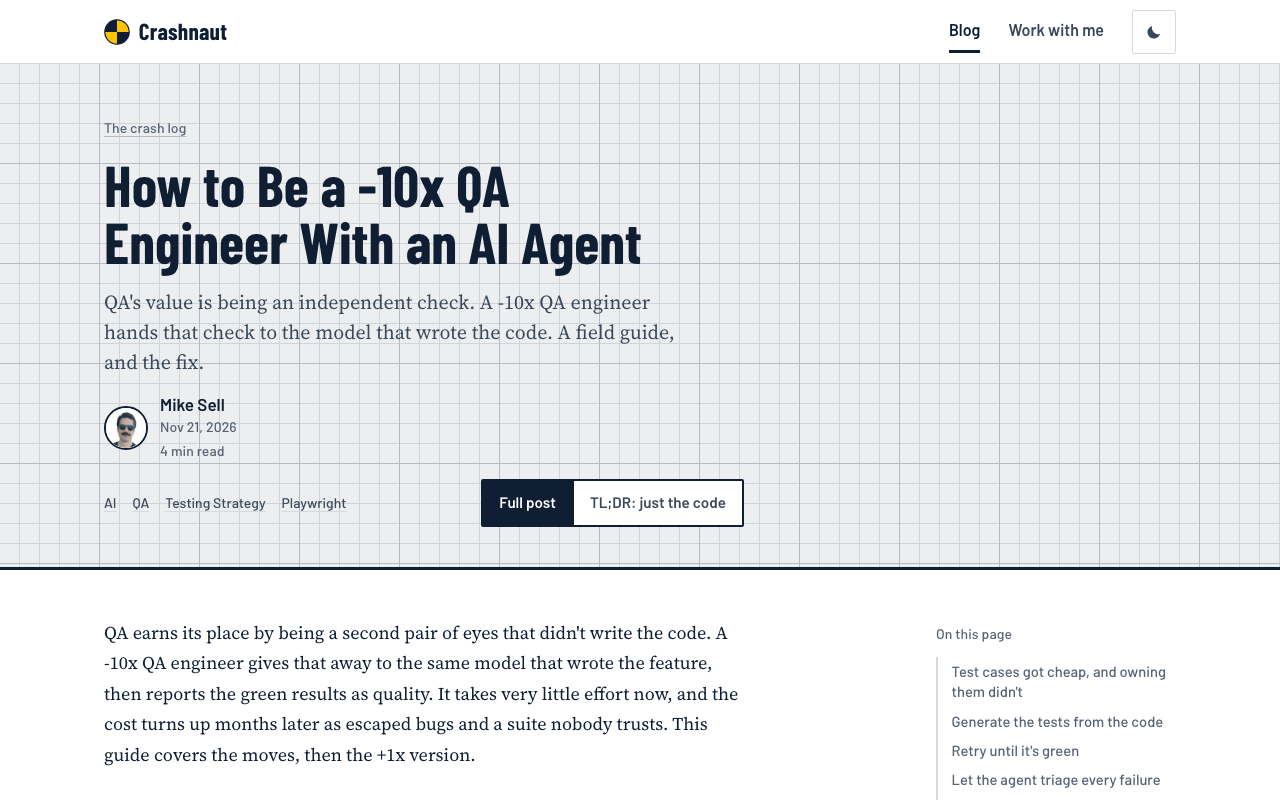 Crashnaut
Blog
Work with me
The crash log
How to Be a -10x QA
Engineer With an AI Agent
QA's value is being an independent check. A -10x QA engineer
hands that check to the model that wrote the code. A field guide,
and the fix.
Mike Sell
Nov 21, 2026
4 min read
AI QA Testing Strategy Playwright
Full post
TL;DR: just the code
QA earns its place by being a second pair of eyes that didn't write the code. A
-10x QA engineer gives that away to the same model that wrote the feature,
then reports the green results as quality. It takes very little effort now, and the
cost turns up months later as escaped bugs and a suite nobody trusts. This
guide covers the moves, then the +1x version.
On this page
Test cases got cheap, and owning
them didn't
Generate the tests from the code
Retry until it's green
Let the agent triage every failure